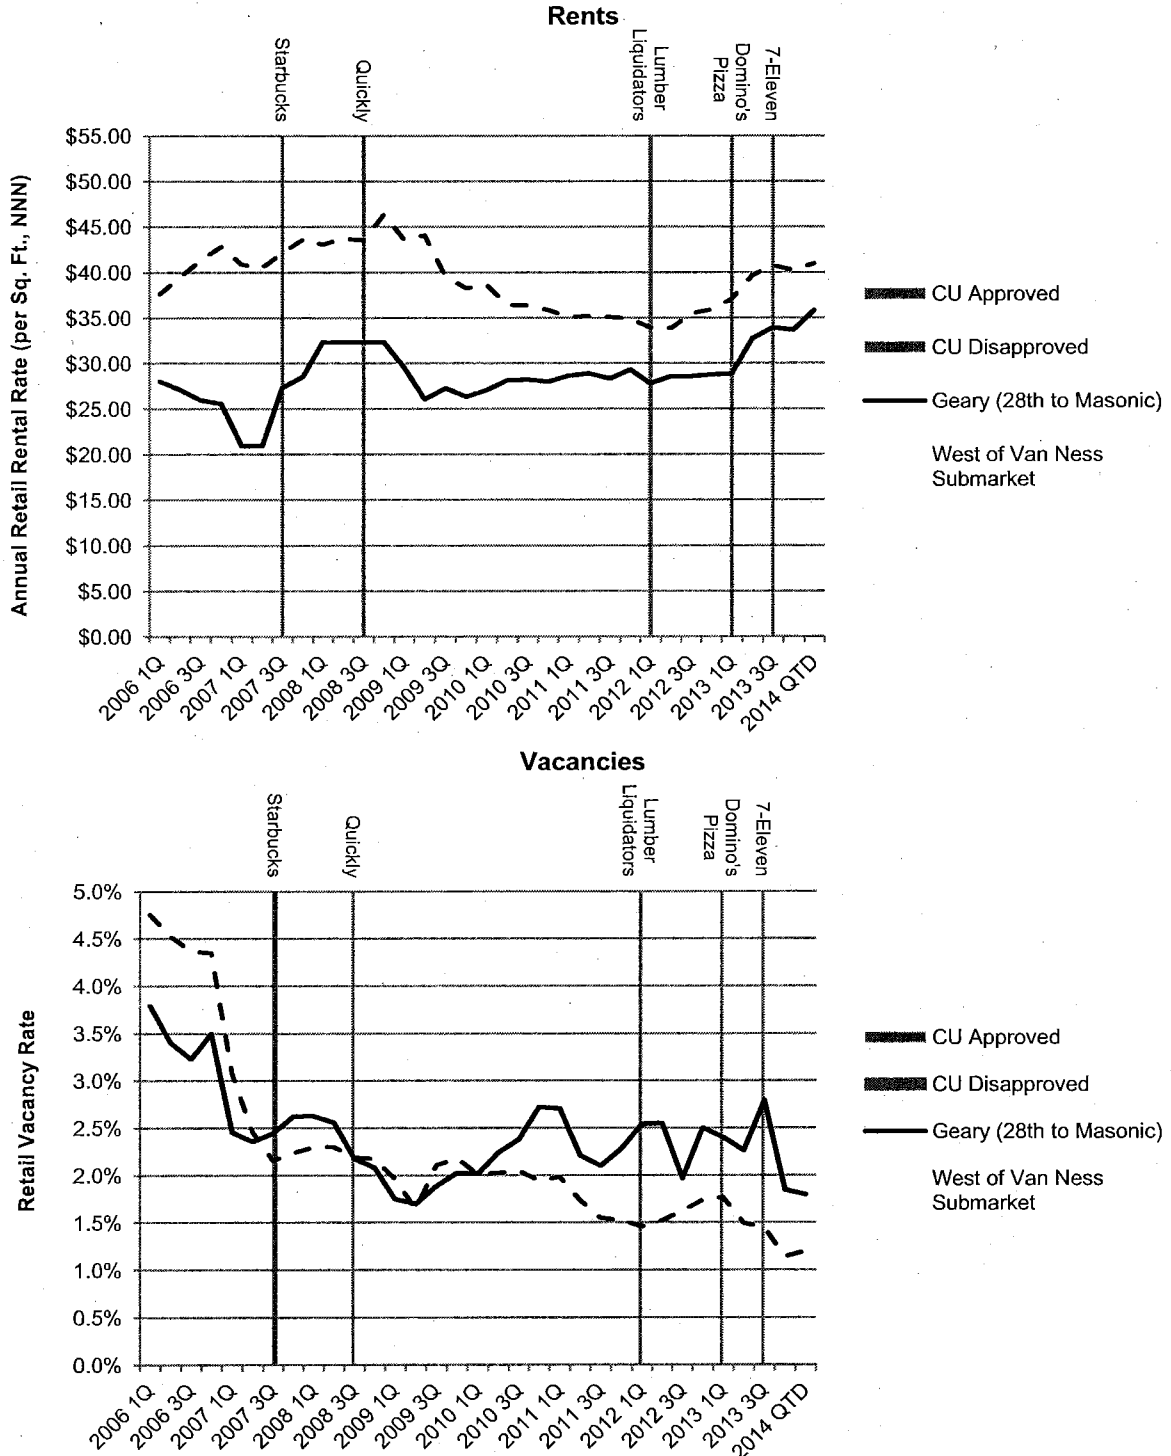 Rents
Starbucks
Quickly
Lumber
Liquidators
Domino's
Pizza
7-Eleven
Annual Retail Rental Rate (per Sq. Ft., NNN)
$55.00
$50.00
$45.00
$40.00
$35.00
$30.00
$25.00
$20.00
$15.00
$10.00
$5.00
$0.00
2006 1Q
2006 3Q
2007 1Q
2007 3Q
2008 1Q
2008 3Q
2009 1Q
2009 3Q
2010 1Q
2010 3Q
2011 1Q
2011 3Q
2012 1Q
2012 3Q
2013 1Q
2013 3Q
2014 QTD
CU Approved
CU Disapproved
Geary (28th to Masonic)
West of Van Ness
Submarket
Vacancies
Starbucks
Quickly
Lumber
Liquidators
Domino's
Pizza
7-Eleven
Retail Vacancy Rate
5.0%
4.5%
4.0%
3.5%
3.0%
2.5%
2.0%
1.5%
1.0%
0.5%
0.0%
2006 1Q
2006 3Q
2007 1Q
2007 3Q
2008 1Q
2008 3Q
2009 1Q
2009 3Q
2010 1Q
2010 3Q
2011 1Q
2011 3Q
2012 1Q
2012 3Q
2013 1Q
2013 3Q
2014 QTD
CU Approved
CU Disapproved
Geary (28th to Masonic)
West of Van Ness
Submarket